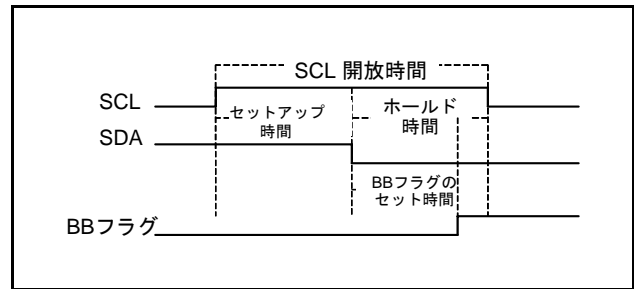 SCL 開放時間
SCL
セットアップ
時間
ホールド
時間
SDA
BBフラグの
セット時間
BBフラグ